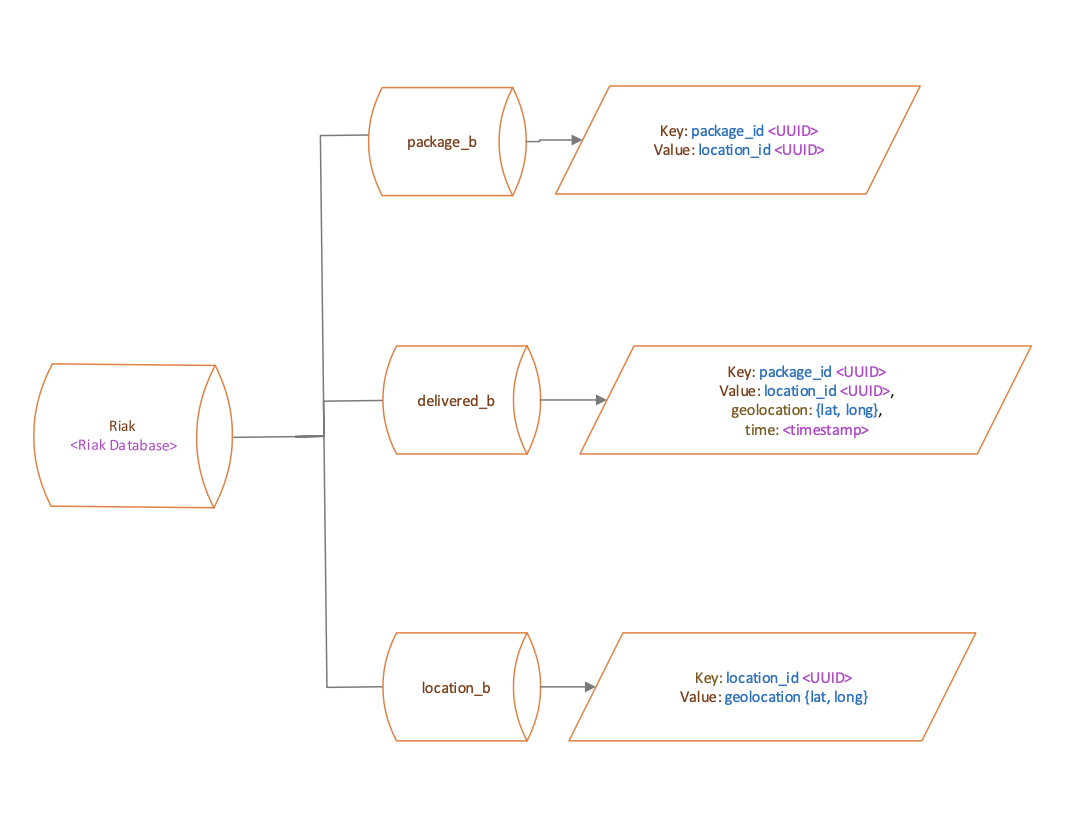 package_b
Key: package_id <UUID>
Value: location_id <UUID>
Riak
<Riak Database>
delivered_b
Key: package_id <UUID>
Value: location_id <UUID>,
geolocation: {lat, long},
time: <timestamp>
location_b
Key: location_id <UUID>
Value: geolocation {lat, long}